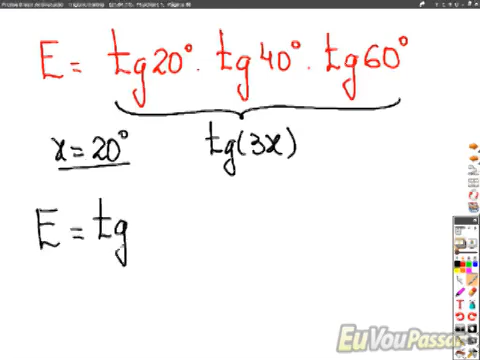 E = tg20° · tg40° · tg60°
x = 20°
tg(3x)
E = tg
EuVouPassar